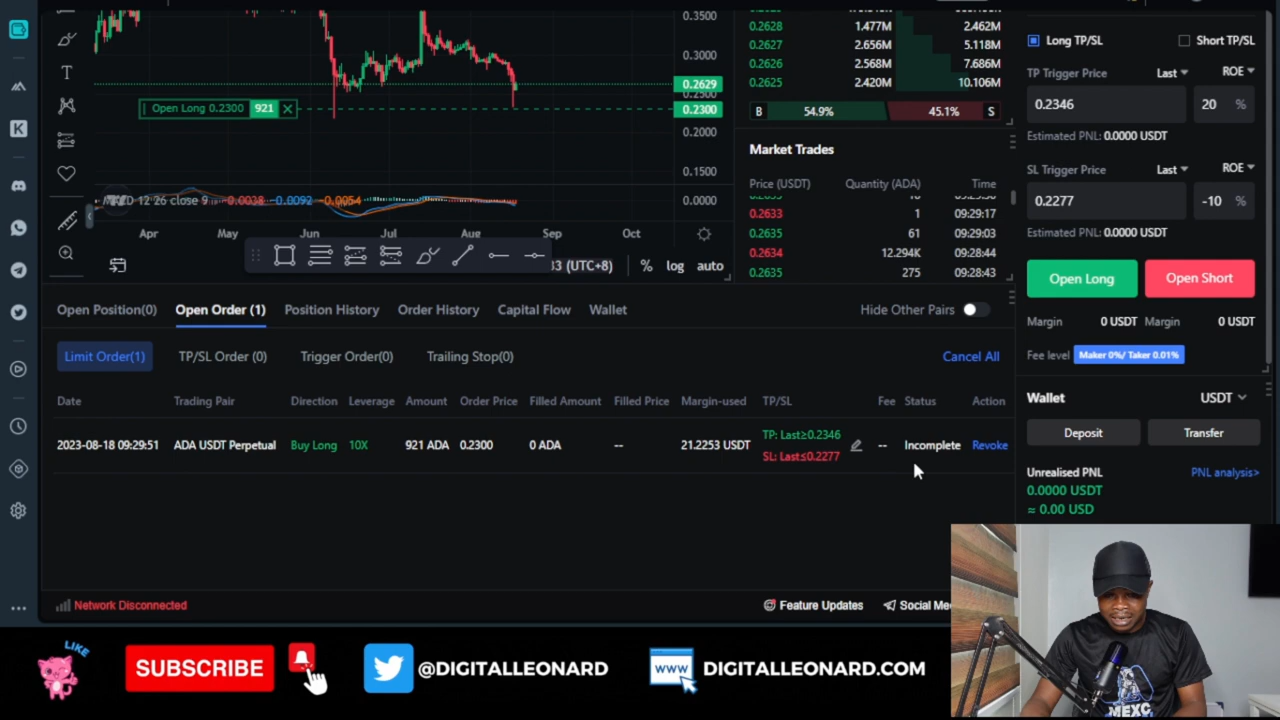 0.3500
0.3000
0.2629
0.2500
0.2300
0.2000
0.1500
0.0000
Open Long 0.2300 921
12 26 close 9 -0.0038 -0.0092 -0.0054
Apr May Jun Jul Aug Sep Oct
(UTC+8) % log auto
0.2628 1.477M 2.462M
0.2627 2.656M 5.118M
0.2626 2.568M 7.686M
0.2625 2.420M 10.106M
B 54.9% 45.1% S
Market Trades
Price (USDT) Quantity (ADA) Time
0.2633 1 09:29:17
0.2635 61 09:29:03
0.2634 12.294K 09:28:44
0.2635 275 09:28:43
Long TP/SL Short TP/SL
TP Trigger Price Last ROE
0.2346 20 %
Estimated PNL: 0.0000 USDT
SL Trigger Price Last ROE
0.2277 -10 %
Estimated PNL: 0.0000 USDT
Open Long Open Short
Margin 0 USDT Margin 0 USDT
Fee level Maker 0%/ Taker 0.01%
Wallet USDT
Deposit Transfer
Unrealised PNL PNL analysis>
0.0000 USDT
≈ 0.00 USD
Open Position(0) Open Order (1) Position History Order History Capital Flow Wallet Hide Other Pairs
Limit Order(1) TP/SL Order (0) Trigger Order(0) Trailing Stop(0) Cancel All
Date Trading Pair Direction Leverage Amount Order Price Filled Amount Filled Price Margin-used TP/SL Fee Status Action
2023-08-18 09:29:51 ADA USDT Perpetual Buy Long 10X 921 ADA 0.2300 0 ADA -- 21.2253 USDT TP: Last≥0.2346 -- Incomplete Revoke
SL: Last≤0.2277
Network Disconnected Feature Updates Social
MEXC
LIKE
SUBSCRIBE @DIGITALLEONARD WWW DIGITALLEONARD.COM